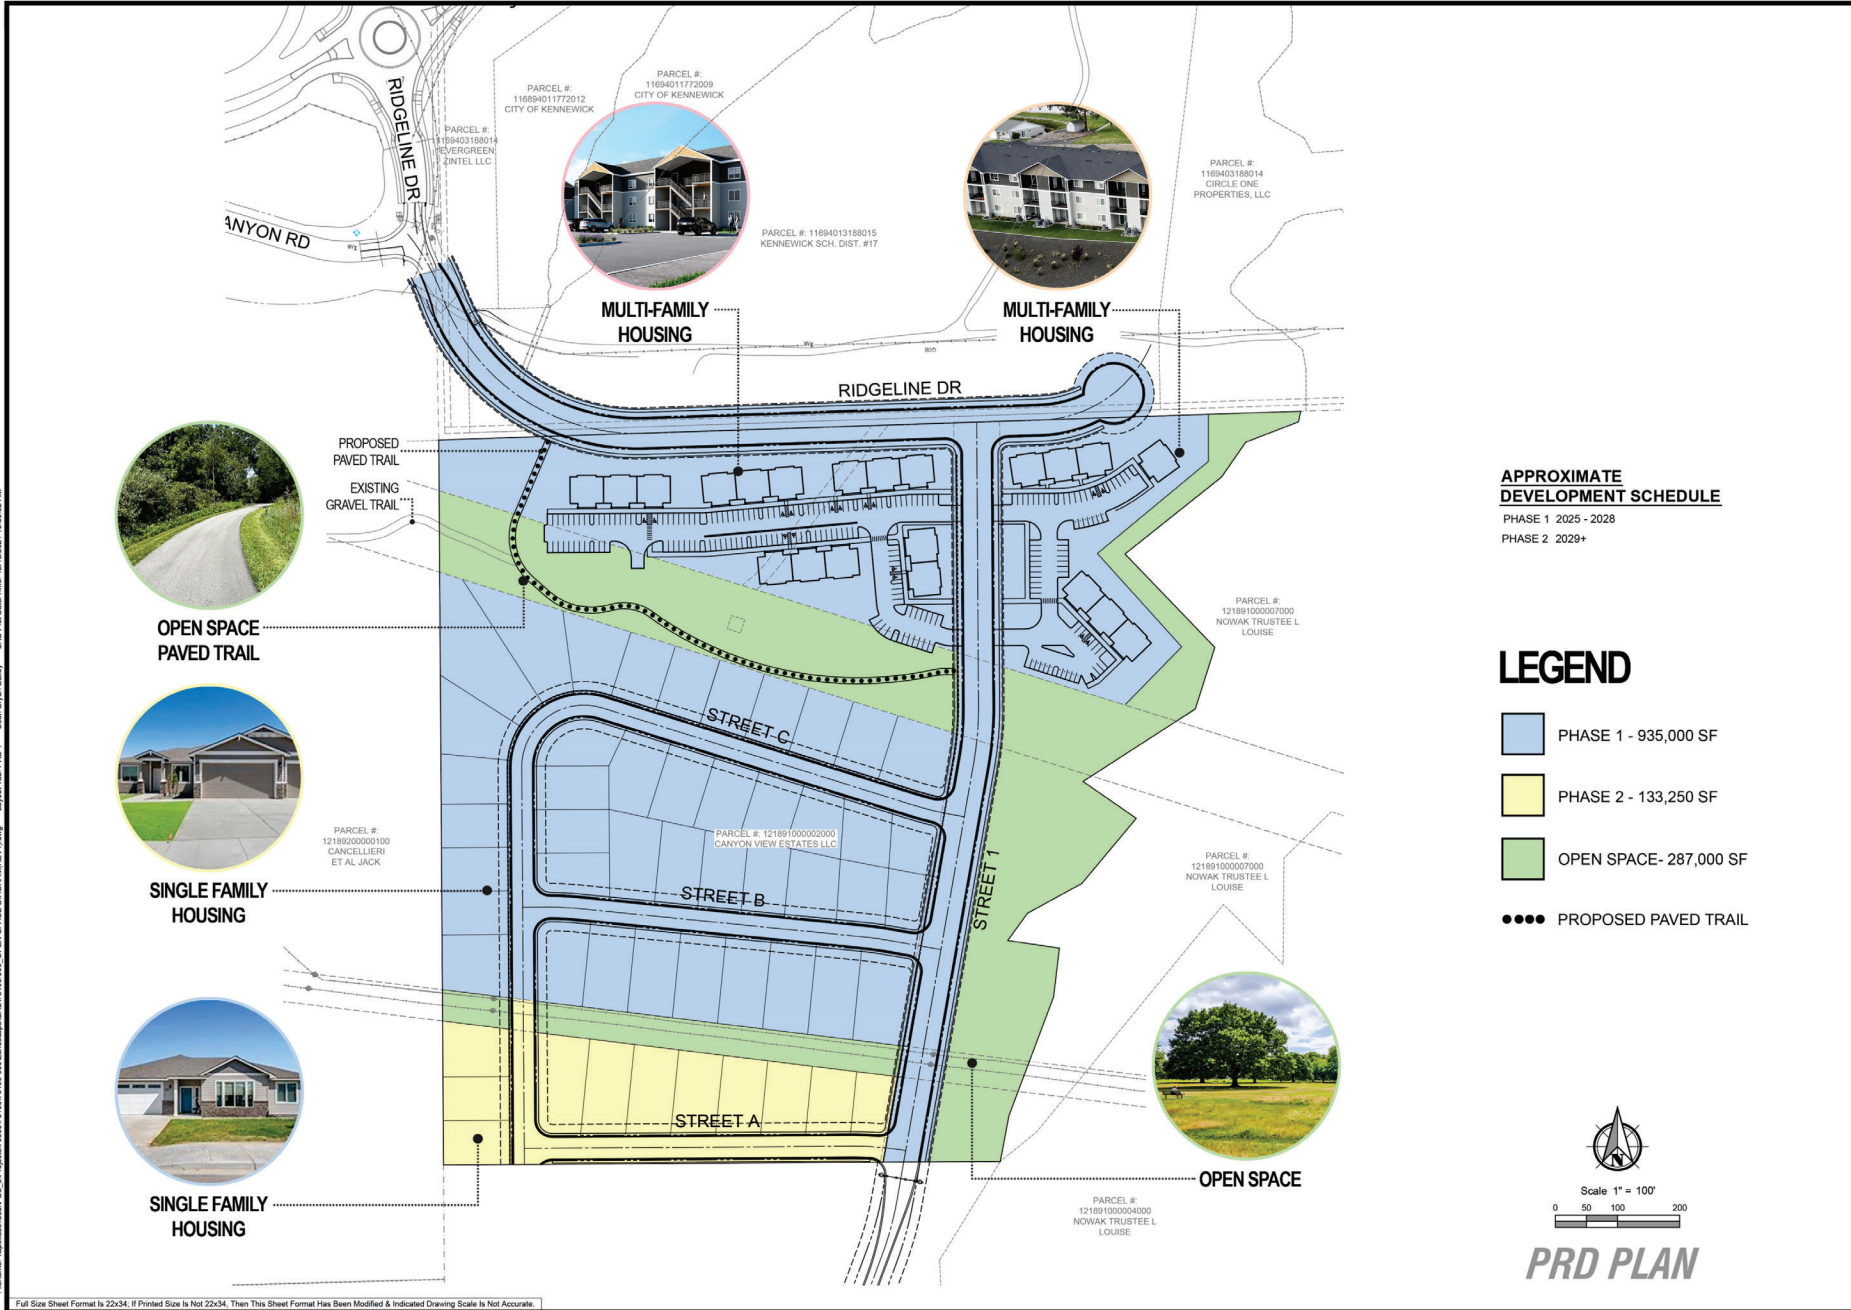 RIDGELINE DR
PARCEL #:
116894011772012
CITY OF KENNEWICK
PARCEL #:
11694011772009
CITY OF KENNEWICK
PARCEL #:
1169403188014
EVERGREEN
ZINTEL LLC
ANYON RD
PARCEL #: 11694013188015
KENNEWICK SCH. DIST. #17
PARCEL #:
1169403188014
CIRCLE ONE
PROPERTIES, LLC
MULTI-FAMILY
HOUSING
MULTI-FAMILY
HOUSING
RIDGELINE DR
PROPOSED
PAVED TRAIL
EXISTING
GRAVEL TRAIL
OPEN SPACE
PAVED TRAIL
PARCEL #:
121891000007000
NOWAK TRUSTEE L
LOUISE
STREET C
PARCEL #: 121891000002000
CANYON VIEW ESTATES LLC
PARCEL #:
12189200000100
CANCELLIERI
ET AL JACK
SINGLE FAMILY
HOUSING
STREET B
STREET 1
PARCEL #:
121891000007000
NOWAK TRUSTEE L
LOUISE
STREET A
SINGLE FAMILY
HOUSING
OPEN SPACE
PARCEL #:
121891000004000
NOWAK TRUSTEE L
LOUISE
APPROXIMATE
DEVELOPMENT SCHEDULE
PHASE 1 2025 - 2028
PHASE 2 2029+
LEGEND
PHASE 1 - 935,000 SF
PHASE 2 - 133,250 SF
OPEN SPACE- 287,000 SF
PROPOSED PAVED TRAIL
N
Scale 1" = 100'
0 50 100 200
PRD PLAN
Full Size Sheet Format Is 22x34; If Printed Size Is Not 22x34, Then This Sheet Format Has Been Modified & Indicated Drawing Scale Is Not Accurate.